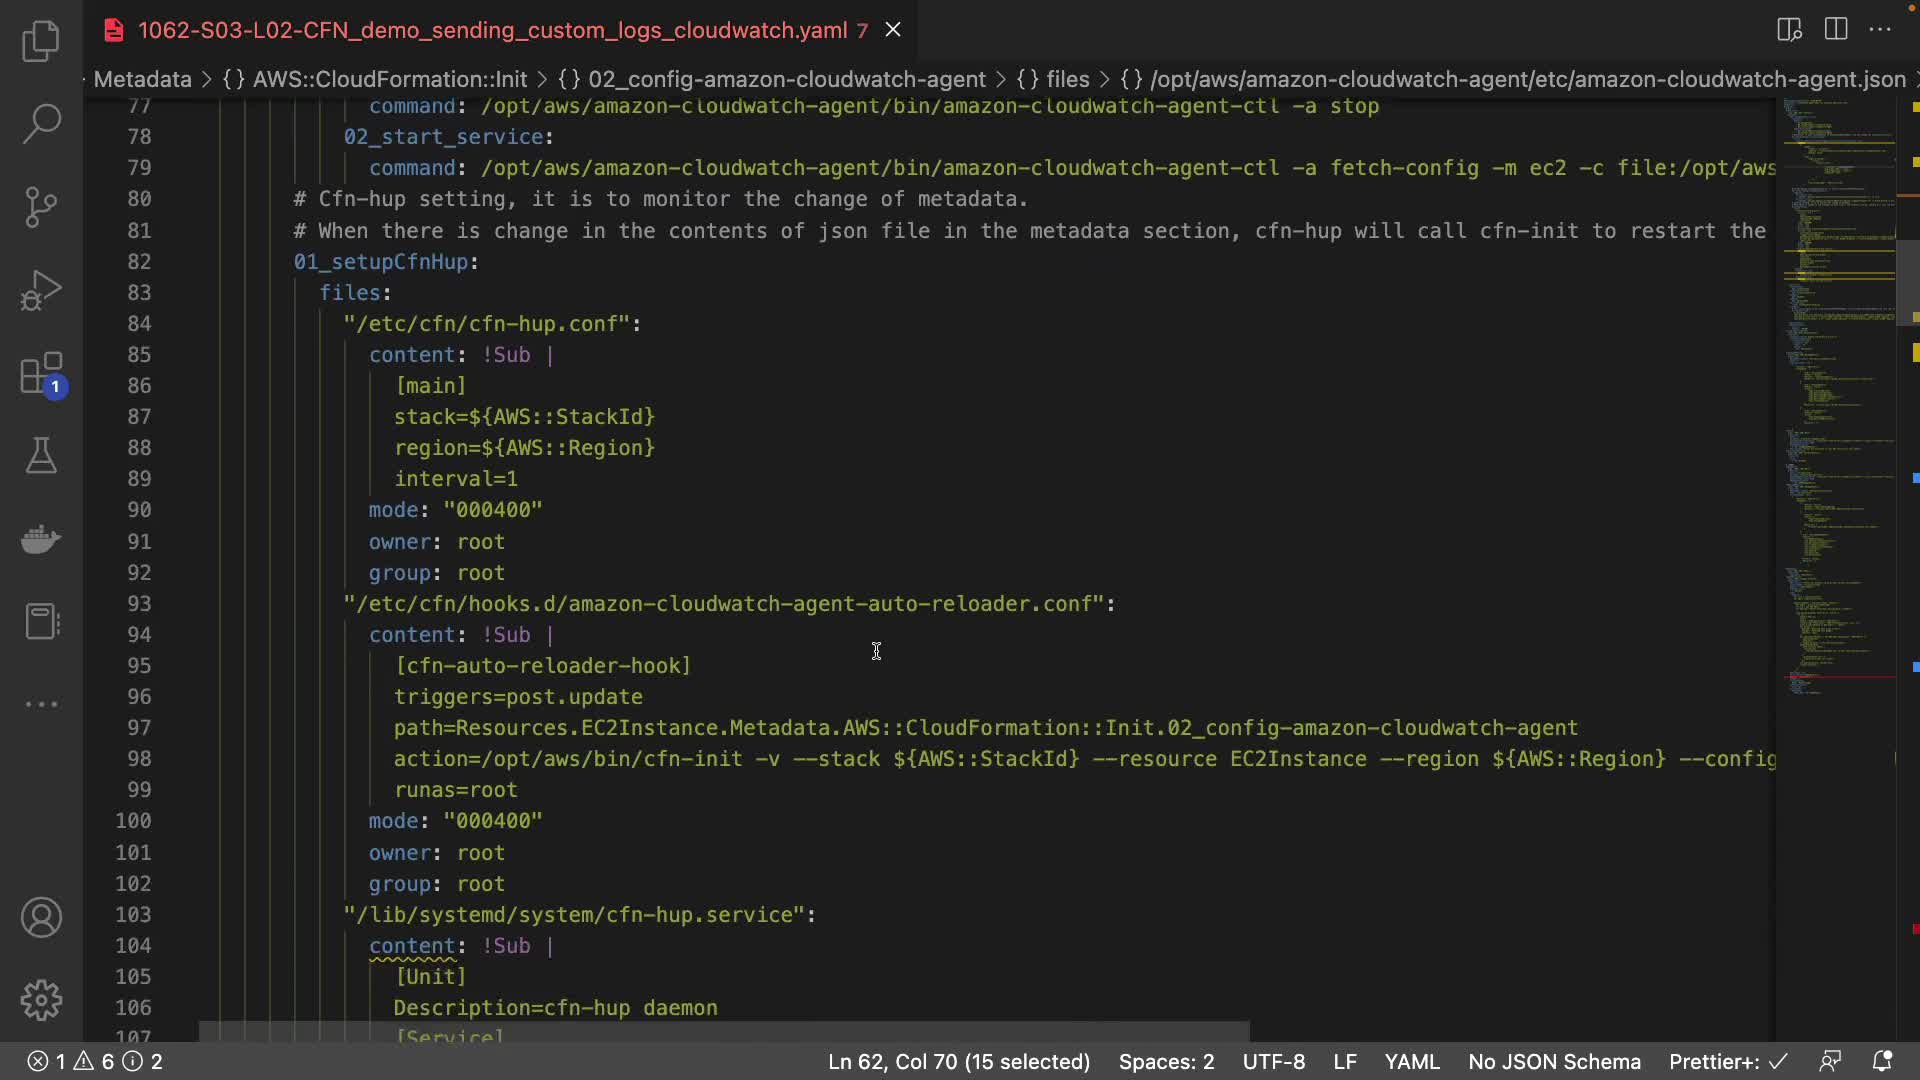 1062-S03-L02-CFN_demo_sending_custom_logs_cloudwatch.yaml 7
Metadata > {} AWS::CloudFormation::Init > {} 02_config-amazon-cloudwatch-agent > {} files > {} /opt/aws/amazon-cloudwatch-agent/etc/amazon-cloudwatch-agent.json
77 command: /opt/aws/amazon-cloudwatch-agent/bin/amazon-cloudwatch-agent-ctl -a stop
78 02_start_service:
79 command: /opt/aws/amazon-cloudwatch-agent/bin/amazon-cloudwatch-agent-ctl -a fetch-config -m ec2 -c file:/opt/aws
80 # Cfn-hup setting, it is to monitor the change of metadata.
81 # When there is change in the contents of json file in the metadata section, cfn-hup will call cfn-init to restart the
82 01_setupCfnHup:
83 files:
84 "/etc/cfn/cfn-hup.conf":
85 content: !Sub |
86 [main]
87 stack=${AWS::StackId}
88 region=${AWS::Region}
89 interval=1
90 mode: "000400"
91 owner: root
92 group: root
93 "/etc/cfn/hooks.d/amazon-cloudwatch-agent-auto-reloader.conf":
94 content: !Sub |
95 [cfn-auto-reloader-hook]
96 triggers=post.update
97 path=Resources.EC2Instance.Metadata.AWS::CloudFormation::Init.02_config-amazon-cloudwatch-agent
98 action=/opt/aws/bin/cfn-init -v --stack ${AWS::StackId} --resource EC2Instance --region ${AWS::Region} --config
99 runas=root
100 mode: "000400"
101 owner: root
102 group: root
103 "/lib/systemd/system/cfn-hup.service":
104 content: !Sub |
105 [Unit]
106 Description=cfn-hup daemon
107 [Service]
1
1 6 2 Ln 62, Col 70 (15 selected) Spaces: 2 UTF-8 LF YAML No JSON Schema Prettier+: ✓